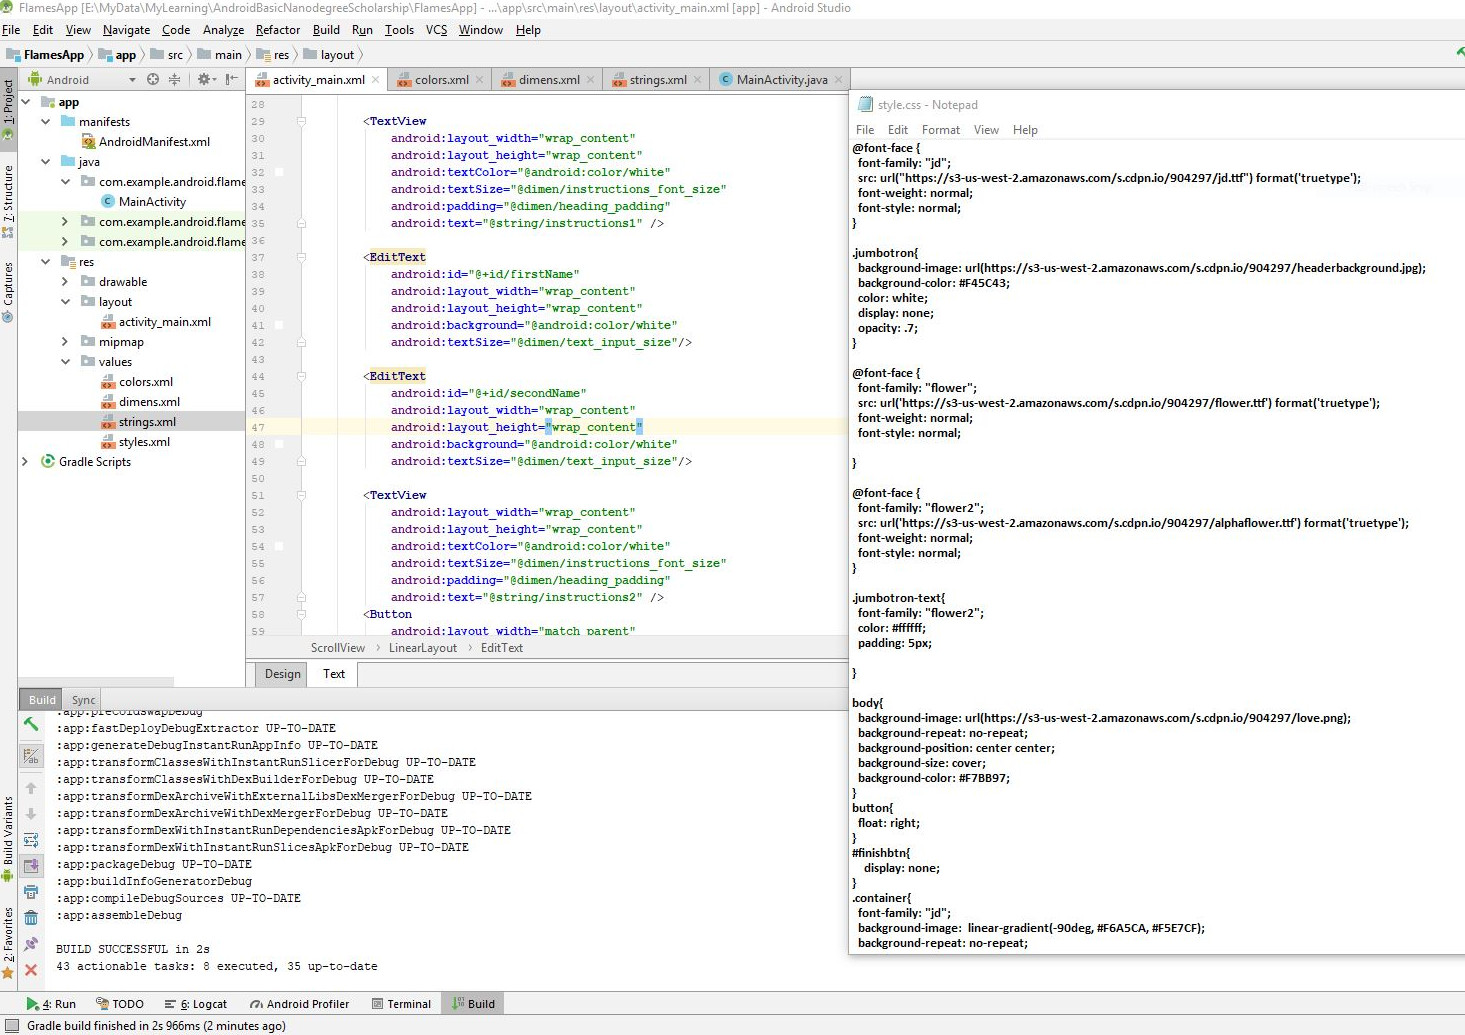 FlamesApp [E:\MyData\MyLearning\AndroidBasicNanodegreeScholarship\FlamesApp] - ...\app\src\main\res\layout\activity_main.xml [app] - Android Studio
File Edit View Navigate Code Analyze Refactor Build Run Tools VCS Window Help
FlamesApp app src main res layout
Android
activity_main.xml colors.xml dimens.xml strings.xml MainActivity.java
1: Project
7: Structure
Captures
Build Variants
2: Favorites
app
manifests
AndroidManifest.xml
java
com.example.android.flame
MainActivity
com.example.android.flame
com.example.android.flame
res
drawable
layout
activity_main.xml
mipmap
values
colors.xml
dimens.xml
strings.xml
styles.xml
Gradle Scripts
28
29 <TextView
30 android:layout_width="wrap_content"
31 android:layout_height="wrap_content"
32 android:textColor="@android:color/white"
33 android:textSize="@dimen/instructions_font_size"
34 android:padding="@dimen/heading_padding"
35 android:text="@string/instructions1" />
36
37 <EditText
38 android:id="@+id/firstName"
39 android:layout_width="wrap_content"
40 android:layout_height="wrap_content"
41 android:background="@android:color/white"
42 android:textSize="@dimen/text_input_size"/>
43
44 <EditText
45 android:id="@+id/secondName"
46 android:layout_width="wrap_content"
47 android:layout_height="wrap_content"
48 android:background="@android:color/white"
49 android:textSize="@dimen/text_input_size"/>
50
51 <TextView
52 android:layout_width="wrap_content"
53 android:layout_height="wrap_content"
54 android:textColor="@android:color/white"
55 android:textSize="@dimen/instructions_font_size"
56 android:padding="@dimen/heading_padding"
57 android:text="@string/instructions2" />
58 <Button
59 android:layout_width="match_parent"
ScrollView LinearLayout EditText
Design Text
style.css - Notepad
File Edit Format View Help
@font-face {
font-family: "jd";
src: url("https://s3-us-west-2.amazonaws.com/s.cdpn.io/904297/jd.ttf") format('truetype');
font-weight: normal;
font-style: normal;
}
.jumbotron{
background-image: url(https://s3-us-west-2.amazonaws.com/s.cdpn.io/904297/headerbackground.jpg);
background-color: #F45C43;
color: white;
display: none;
opacity: .7;
}
@font-face {
font-family: "flower";
src: url('https://s3-us-west-2.amazonaws.com/s.cdpn.io/904297/flower.ttf') format('truetype');
font-weight: normal;
font-style: normal;
}
@font-face {
font-family: "flower2";
src: url('https://s3-us-west-2.amazonaws.com/s.cdpn.io/904297/alphaflower.ttf') format('truetype');
font-weight: normal;
font-style: normal;
}
.jumbotron-text{
font-family: "flower2";
color: #ffffff;
padding: 5px;
}
body{
background-image: url(https://s3-us-west-2.amazonaws.com/s.cdpn.io/904297/love.png);
background-repeat: no-repeat;
background-position: center center;
background-size: cover;
background-color: #F7BB97;
}
button{
float: right;
}
#finishbtn{
display: none;
}
.container{
font-family: "jd";
background-image: linear-gradient(-90deg, #F6A5CA, #F5E7CF);
background-repeat: no-repeat;
Build Sync
:app:preColdswapDebug
:app:fastDeployDebugExtractor UP-TO-DATE
:app:generateDebugInstantRunAppInfo UP-TO-DATE
:app:transformClassesWithInstantRunSlicerForDebug UP-TO-DATE
:app:transformClassesWithDexBuilderForDebug UP-TO-DATE
:app:transformDexArchiveWithExternalLibsDexMergerForDebug UP-TO-DATE
:app:transformDexArchiveWithDexMergerForDebug UP-TO-DATE
:app:transformDexWithInstantRunDependenciesApkForDebug UP-TO-DATE
:app:transformDexWithInstantRunSlicesApkForDebug UP-TO-DATE
:app:packageDebug UP-TO-DATE
:app:buildInfoGeneratorDebug
:app:compileDebugSources UP-TO-DATE
:app:assembleDebug
BUILD SUCCESSFUL in 2s
43 actionable tasks: 8 executed, 35 up-to-date
4: Run TODO 6: Logcat Android Profiler Terminal Build
Gradle build finished in 2s 966ms (2 minutes ago)